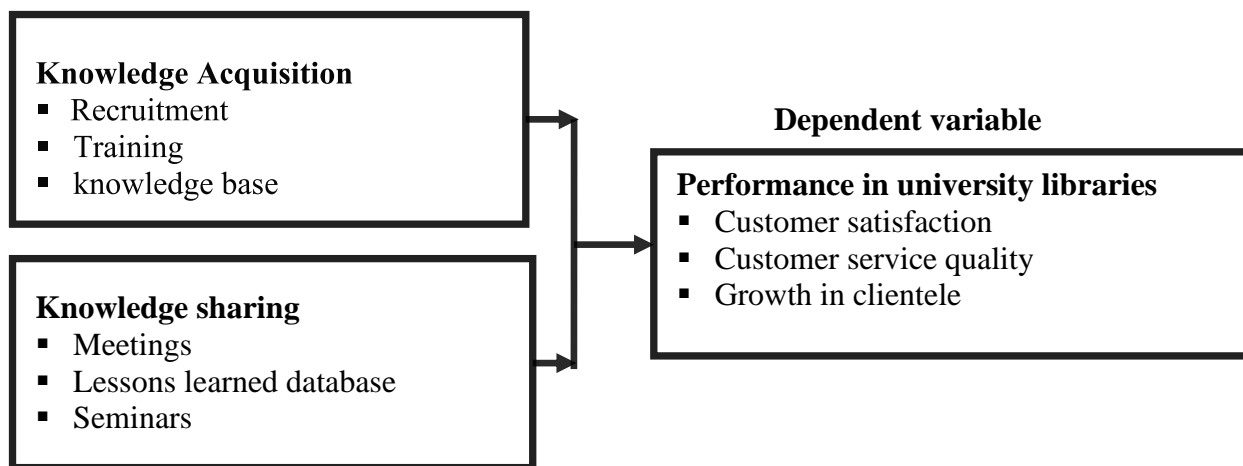 Knowledge Acquisition
▪ Recruitment
▪ Training
▪ knowledge base
Knowledge sharing
▪ Meetings
▪ Lessons learned database
▪ Seminars
Dependent variable
Performance in university libraries
▪ Customer satisfaction
▪ Customer service quality
▪ Growth in clientele